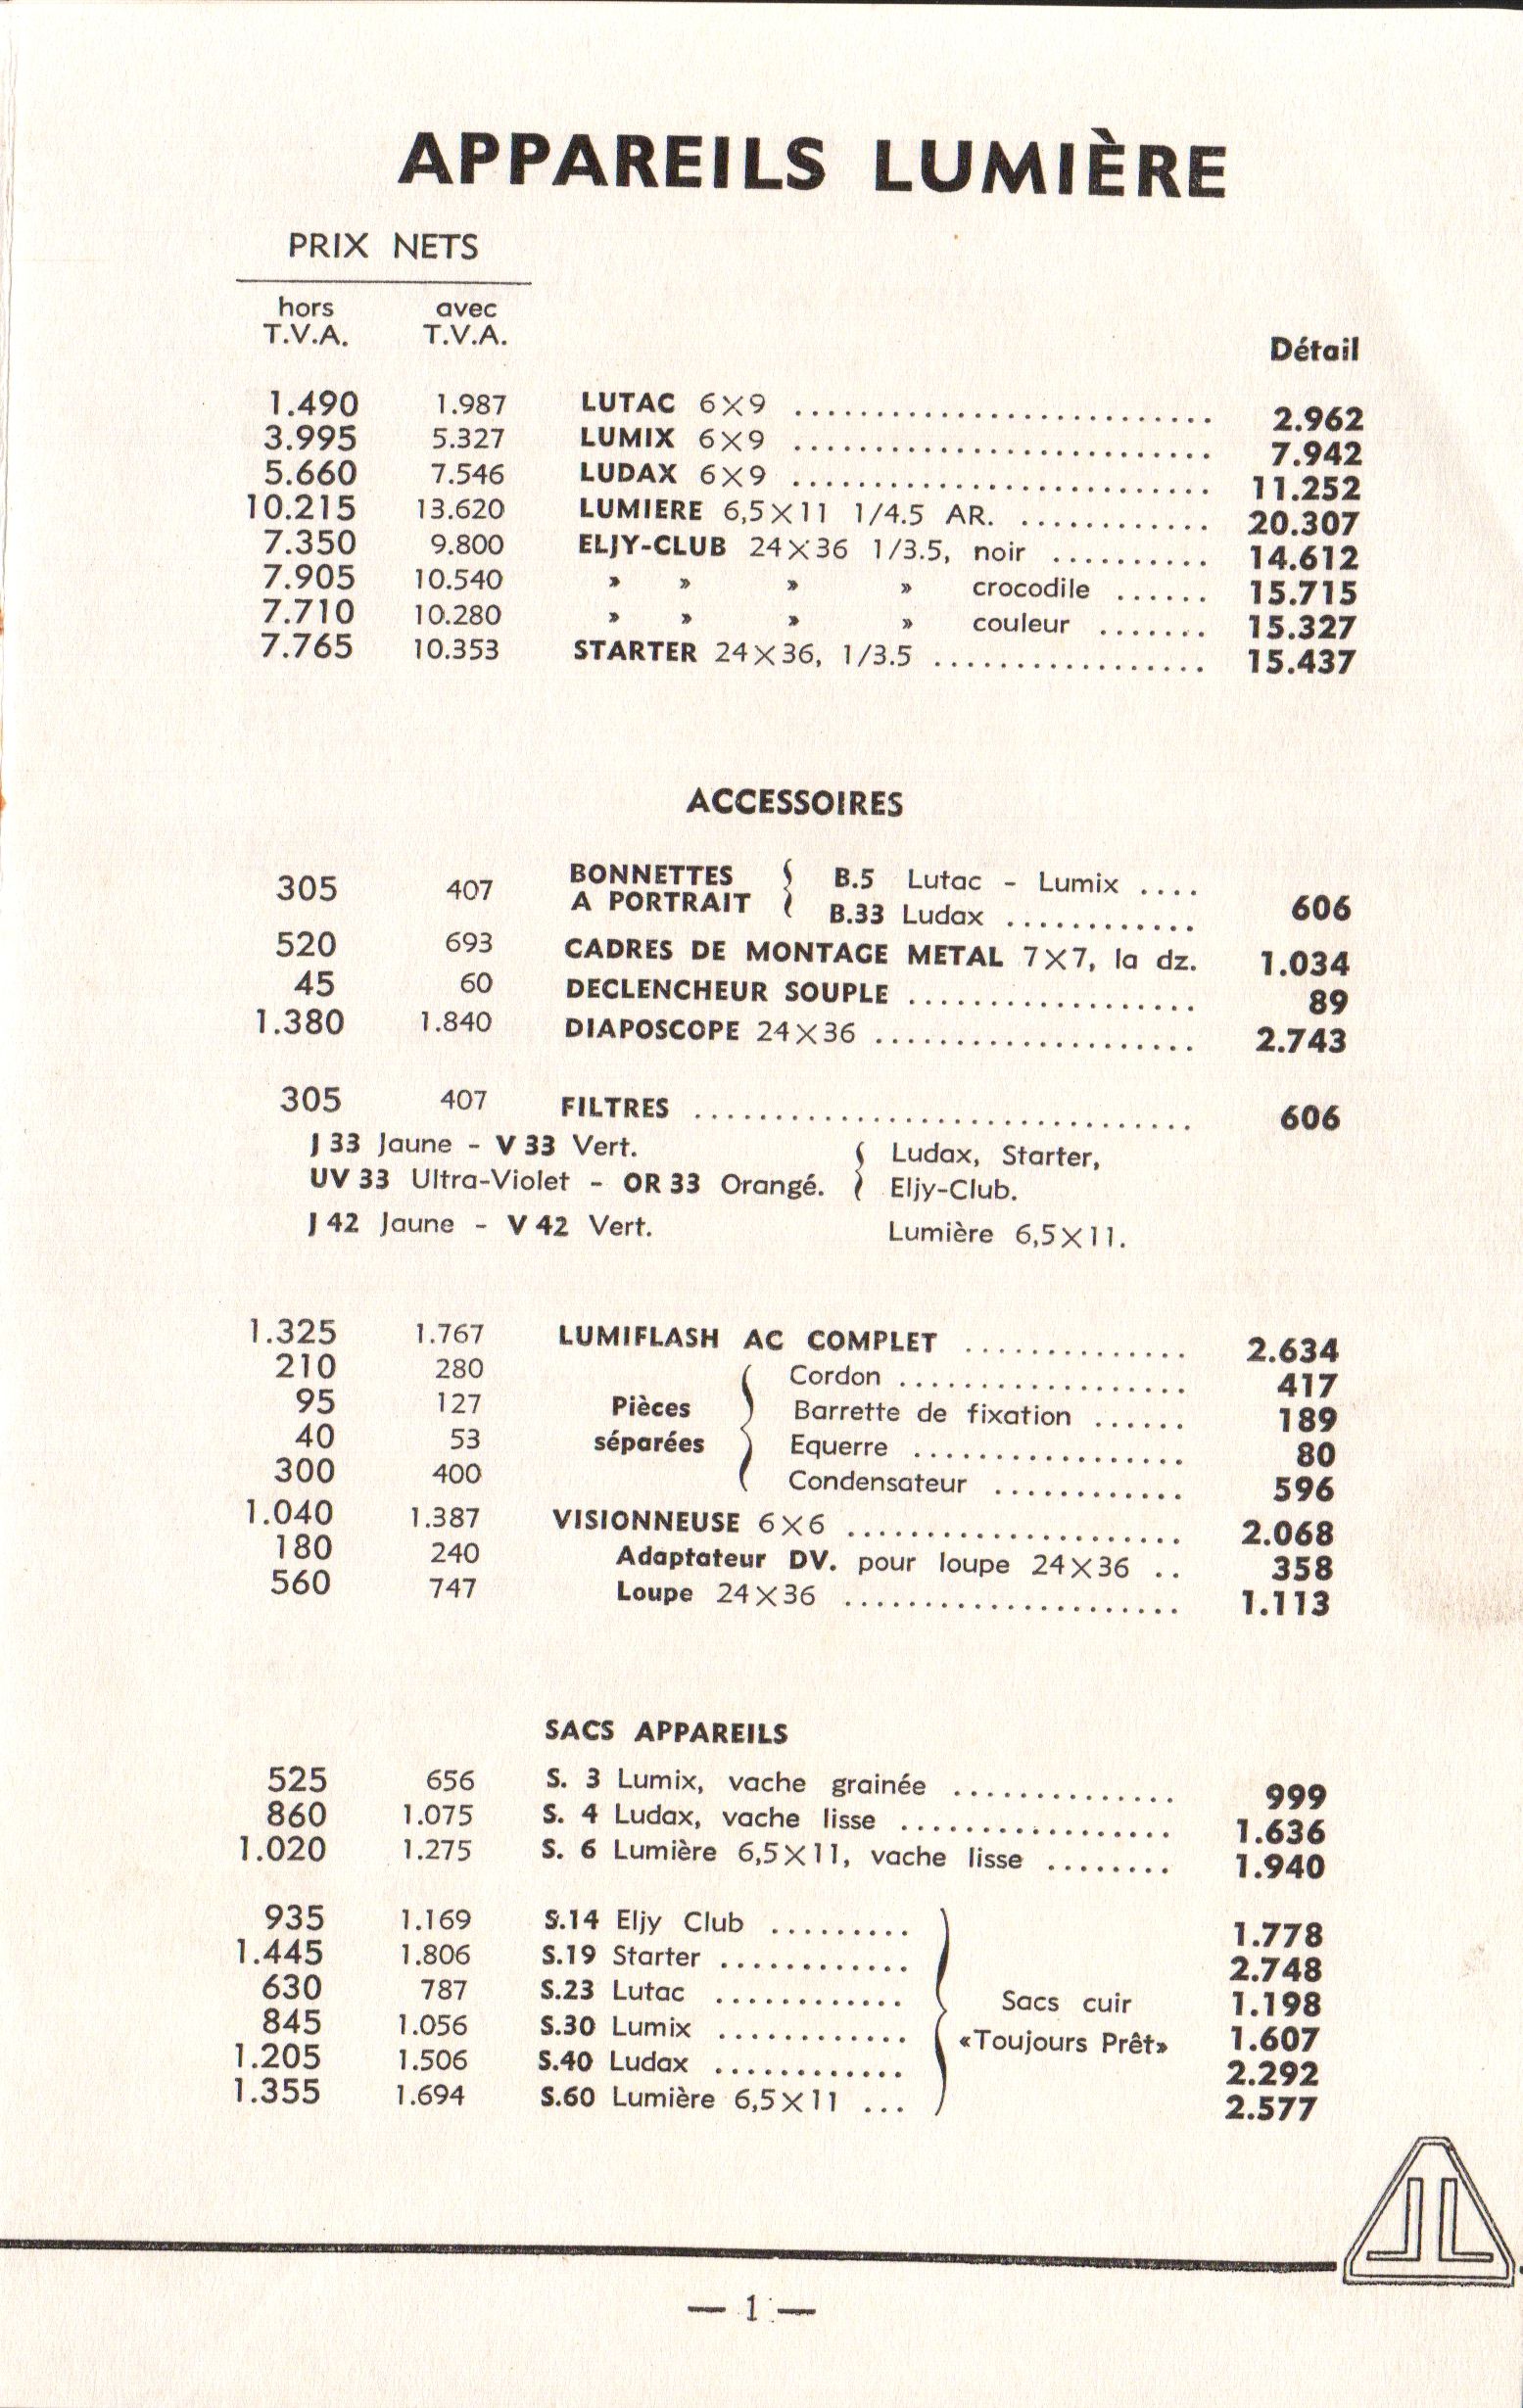 APPAREILS LUMIÈRE
PRIX NETS
hors avec
T.V.A. T.V.A.
Détail
1.490 1.987 LUTAC 6×9 .......................... 2.962
3.995 5.327 LUMIX 6×9 .......................... 7.942
5.660 7.546 LUDAX 6×9 .......................... 11.252
10.215 13.620 LUMIERE 6,5×11 1/4.5 AR. ............ 20.307
7.350 9.800 ELJY-CLUB 24×36 1/3.5, noir .......... 14.612
7.905 10.540 » » » » crocodile ...... 15.715
7.710 10.280 » » » » couleur ....... 15.327
7.765 10.353 STARTER 24×36, 1/3.5 ................. 15.437
ACCESSOIRES
305 407 BONNETTES A PORTRAIT { B.5 Lutac - Lumix .... 606
B.33 Ludax ............
520 693 CADRES DE MONTAGE METAL 7×7, la dz. 1.034
45 60 DECLENCHEUR SOUPLE .................. 89
1.380 1.840 DIAPOSCOPE 24×36 .................... 2.743
305 407 FILTRES ............................... 606
J 33 Jaune - V 33 Vert. { Ludax, Starter,
UV 33 Ultra-Violet - OR 33 Orangé. Eljy-Club.
J 42 Jaune - V 42 Vert. Lumière 6,5×11.
1.325 1.767 LUMIFLASH AC COMPLET .............. 2.634
210 280 Cordon .................. 417
95 127 Pièces Barrette de fixation ...... 189
40 53 séparées Equerre ................. 80
300 400 Condensateur ............ 596
1.040 1.387 VISIONNEUSE 6×6 ..................... 2.068
180 240 Adaptateur DV. pour loupe 24×36 .. 358
560 747 Loupe 24×36 ..................... 1.113
SACS APPAREILS
525 656 S. 3 Lumix, vache grainée .............. 999
860 1.075 S. 4 Ludax, vache lisse ................. 1.636
1.020 1.275 S. 6 Lumière 6,5×11, vache lisse ........ 1.940
935 1.169 S.14 Eljy Club ......... 1.778
1.445 1.806 S.19 Starter ............ 2.748
630 787 S.23 Lutac ............ Sacs cuir 1.198
845 1.056 S.30 Lumix ............ «Toujours Prêt» 1.607
1.205 1.506 S.40 Ludax ............ 2.292
1.355 1.694 S.60 Lumière 6,5×11 ... 2.577
JL
— 1 —